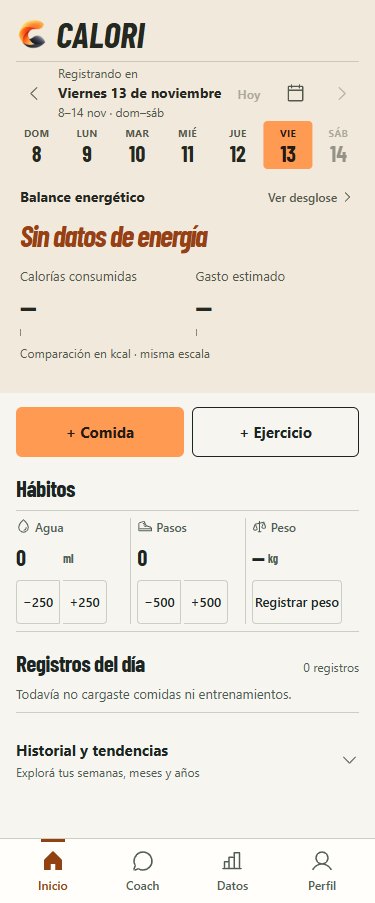 CALORI
Registrando en
Viernes 13 de noviembre
Hoy
8–14 nov · dom–sáb
DOM LUN MAR MIÉ JUE VIE SÁB
8 9 10 11 12 13 14
Balance energético
Ver desglose
Sin datos de energía
Calorías consumidas
Gasto estimado
—
—
Comparación en kcal · misma escala
+ Comida
+ Ejercicio
Hábitos
Agua
Pasos
Peso
0 ml
0
— kg
−250 +250
−500 +500
Registrar peso
Registros del día
0 registros
Todavía no cargaste comidas ni entrenamientos.
Historial y tendencias
Explorá tus semanas, meses y años
Inicio
Coach
Datos
Perfil